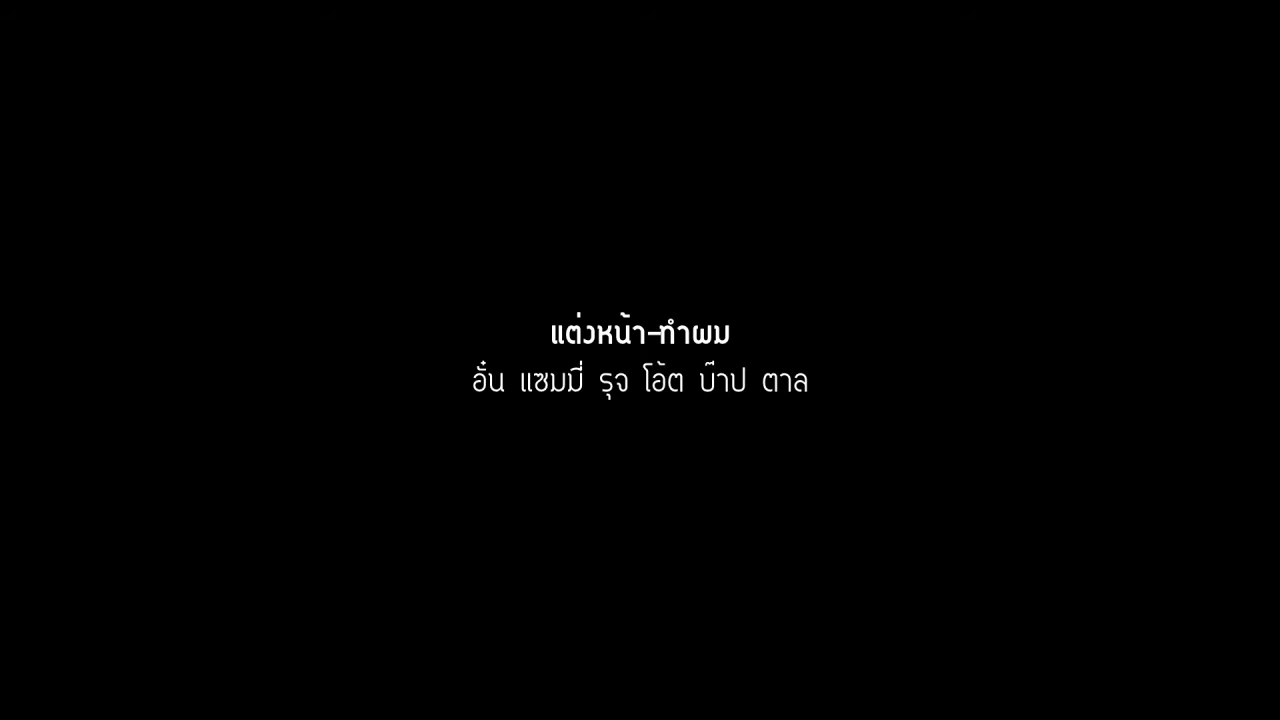 แต่งหน้า-ทำผม
อั๋น แซมมี่ รุจ โอ้ต บ๊าป ตาล